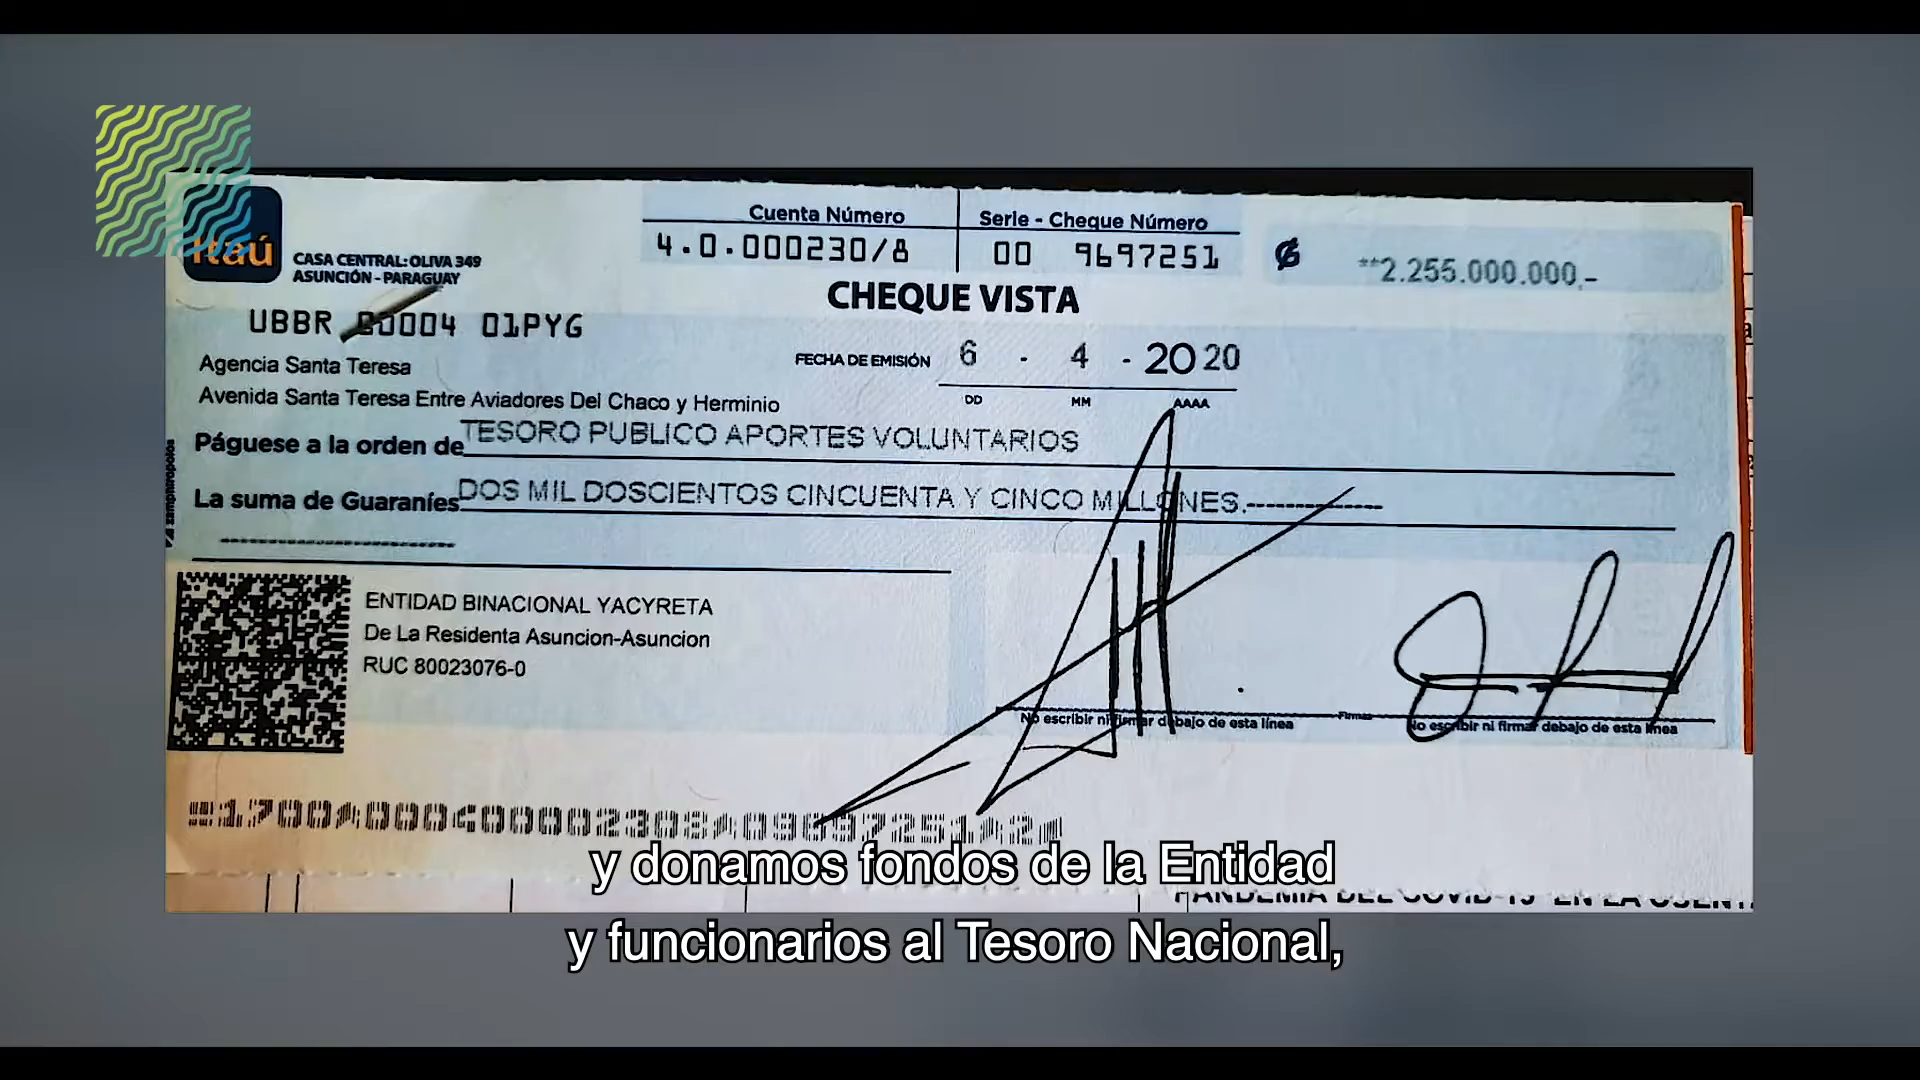 Itaú
CASA CENTRAL: OLIVA 349
ASUNCIÓN - PARAGUAY
Cuenta Número
4.0.000230/8
Serie - Cheque Número
00 9697251
₲ **2.255.000.000,-
CHEQUE VISTA
UBBR 00004 01PYG
FECHA DE EMISIÓN 6 - 4 - 2020
DD MM AAAA
Agencia Santa Teresa
Avenida Santa Teresa Entre Aviadores Del Chaco y Herminio
Páguese a la orden de TESORO PUBLICO APORTES VOLUNTARIOS
La suma de Guaraníes DOS MIL DOSCIENTOS CINCUENTA Y CINCO MILLONES.---------------
--------------------------
ENTIDAD BINACIONAL YACYRETA
De La Residenta Asuncion-Asuncion
RUC 80023076-0
No escribir ni firmar debajo de esta línea
Firmas
No escribir ni firmar debajo de esta línea
y donamos fondos de la Entidad
y funcionarios al Tesoro Nacional,